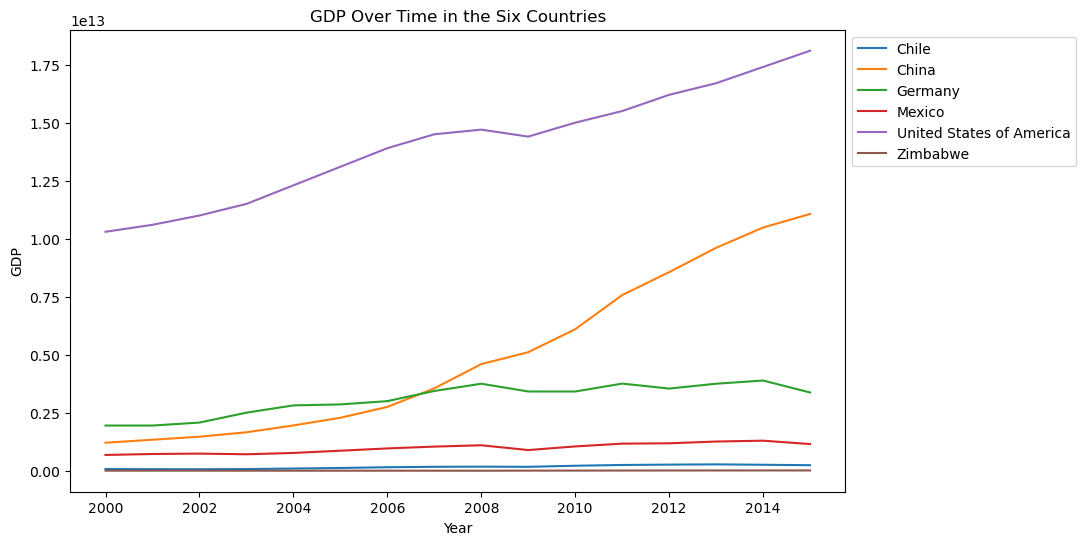 GDP Over Time in the Six Countries
1e13
1.75
1.50
1.25
1.00
0.75
0.50
0.25
0.00
GDP
2000 2002 2004 2006 2008 2010 2012 2014
Year
Chile
China
Germany
Mexico
United States of America
Zimbabwe